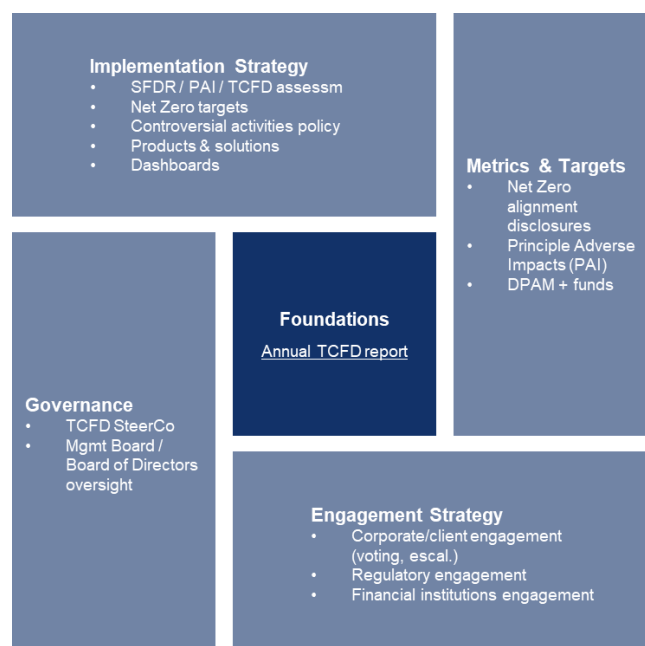 Implementation Strategy
• SFDR / PAI / TCFD assessm
• Net Zero targets
• Controversial activities policy
• Products & solutions
• Dashboards
Metrics & Targets
• Net Zero
alignment
disclosures
• Principle Adverse
Impacts (PAI)
• DPAM + funds
Foundations
Annual TCFD report
Governance
• TCFD SteerCo
• Mgmt Board /
Board of Directors
oversight
Engagement Strategy
• Corporate/client engagement
(voting, escal.)
• Regulatory engagement
• Financial institutions engagement